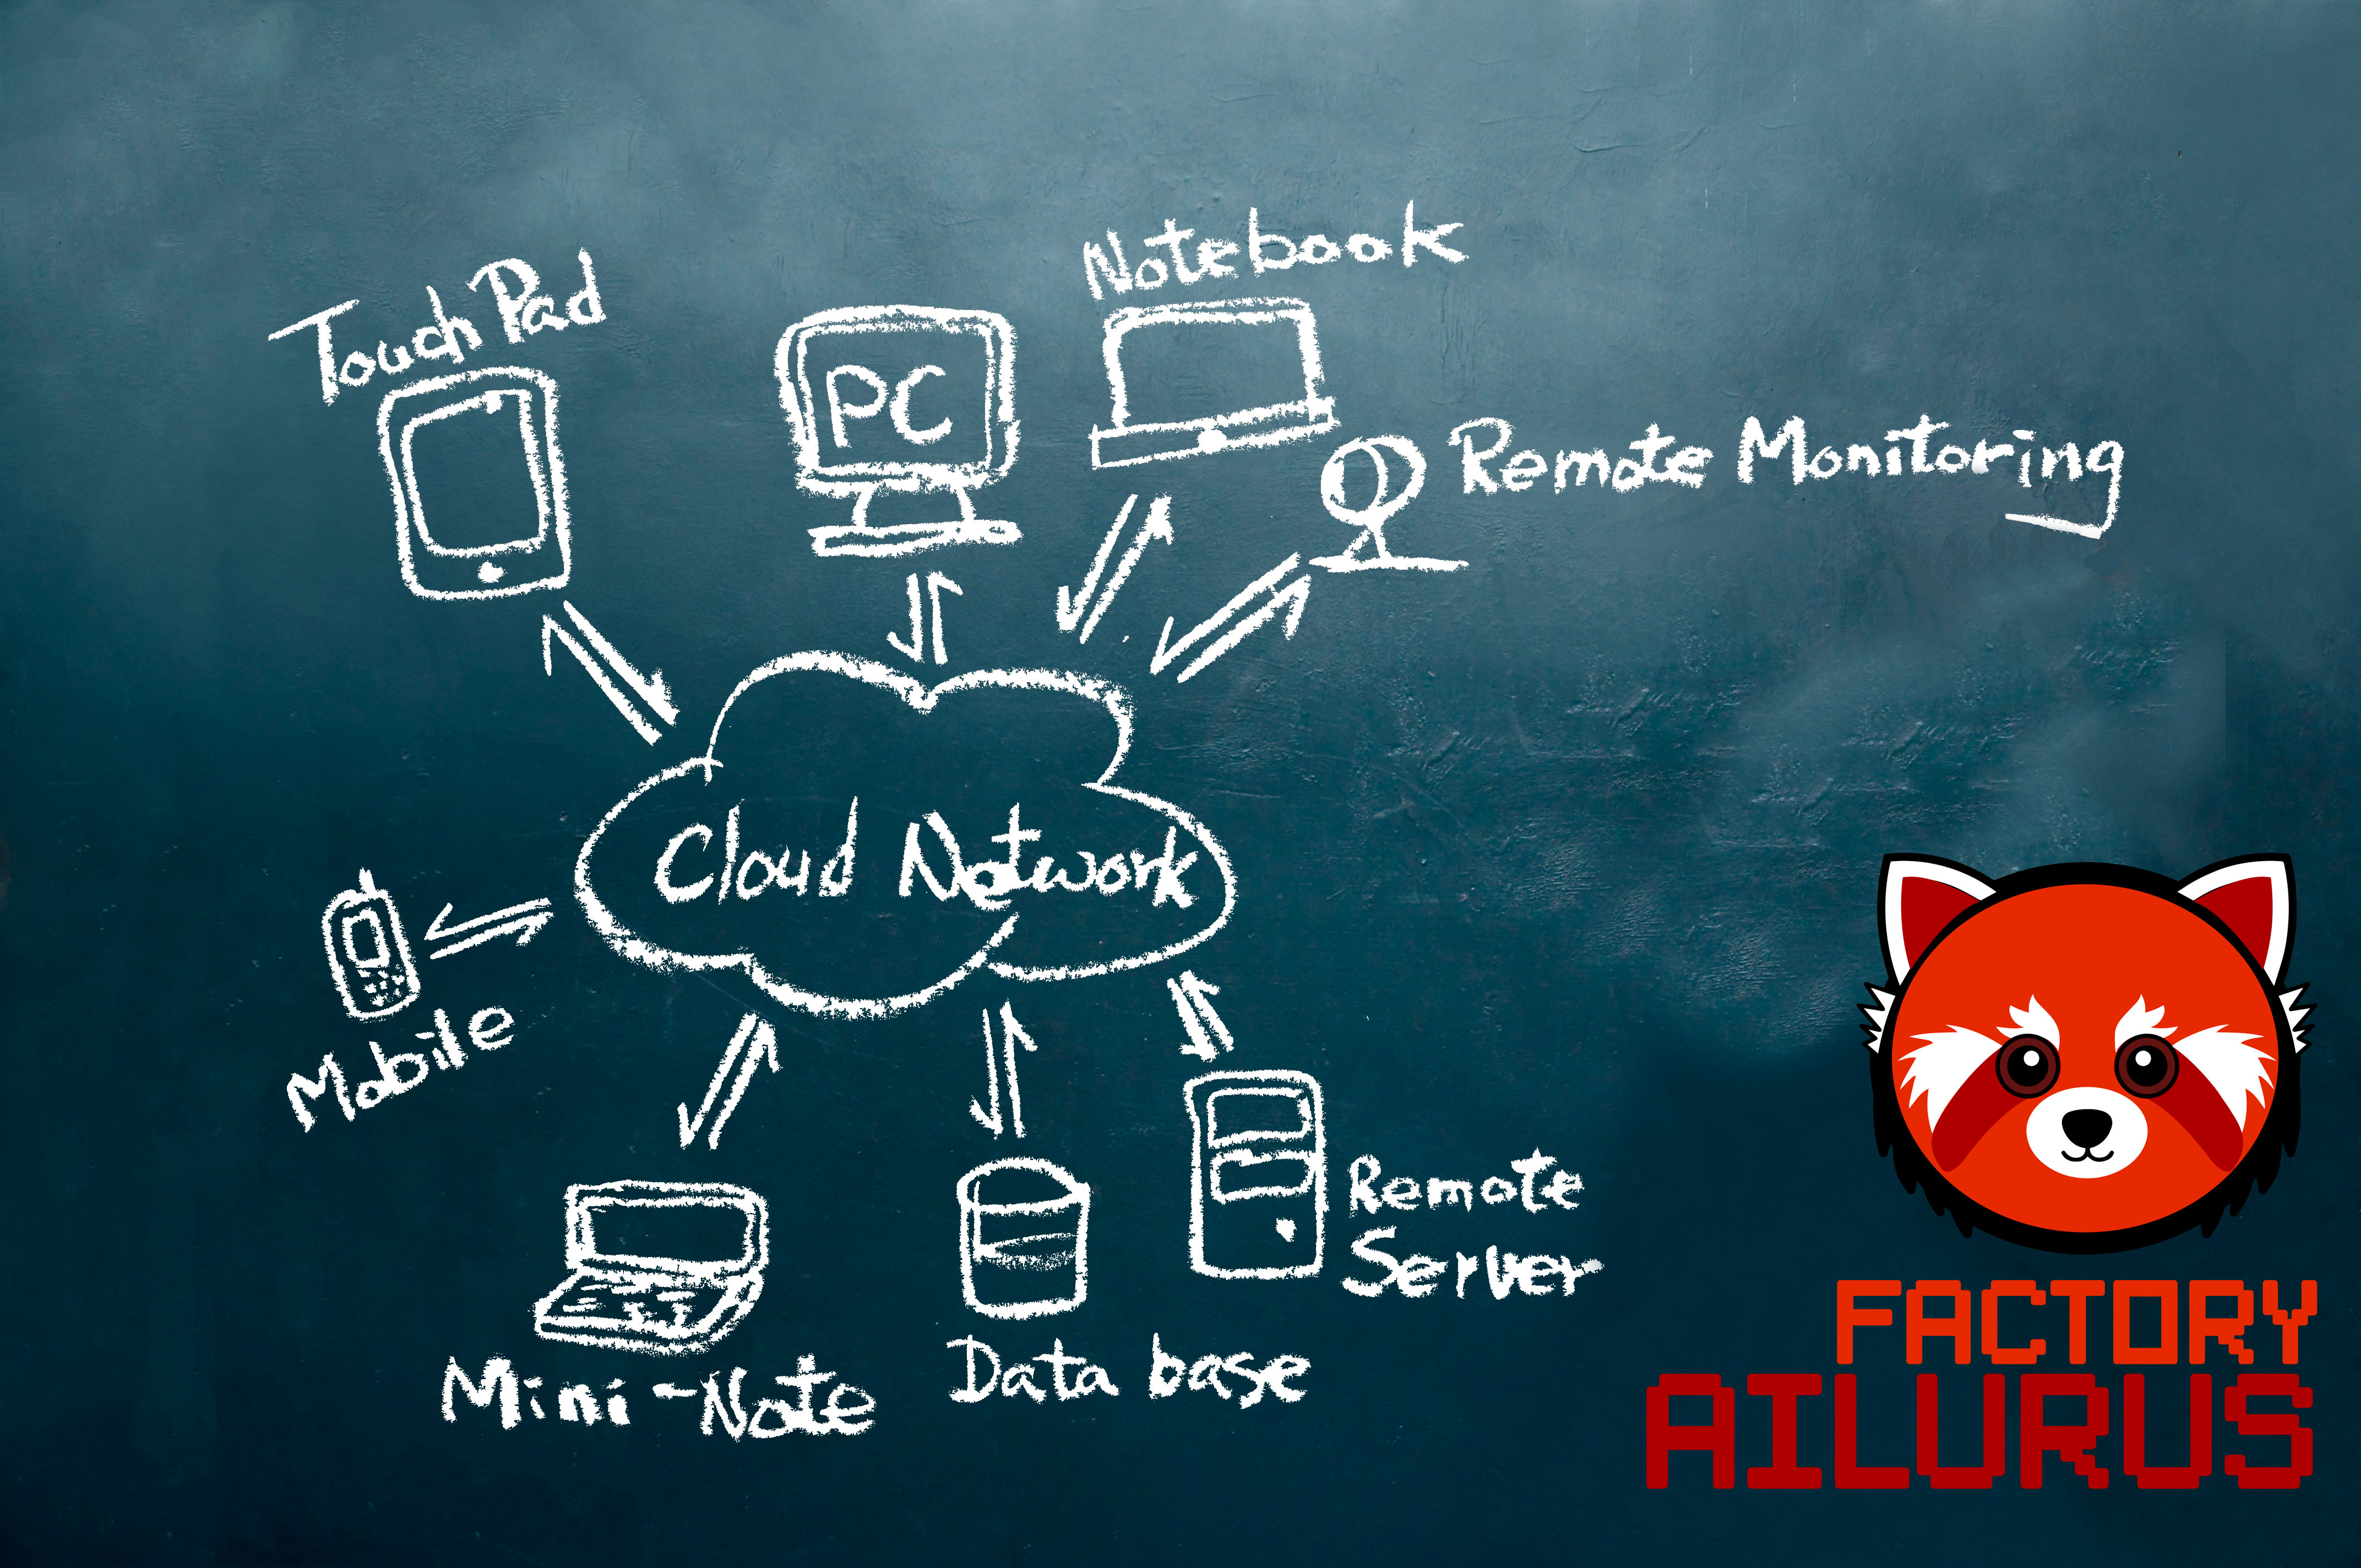 Notebook
Touch Pad
PC
Remote Monitoring
Cloud Network
Mobile
Remote
Server
Data base
Mini-Note
FACTORY
AILURUS